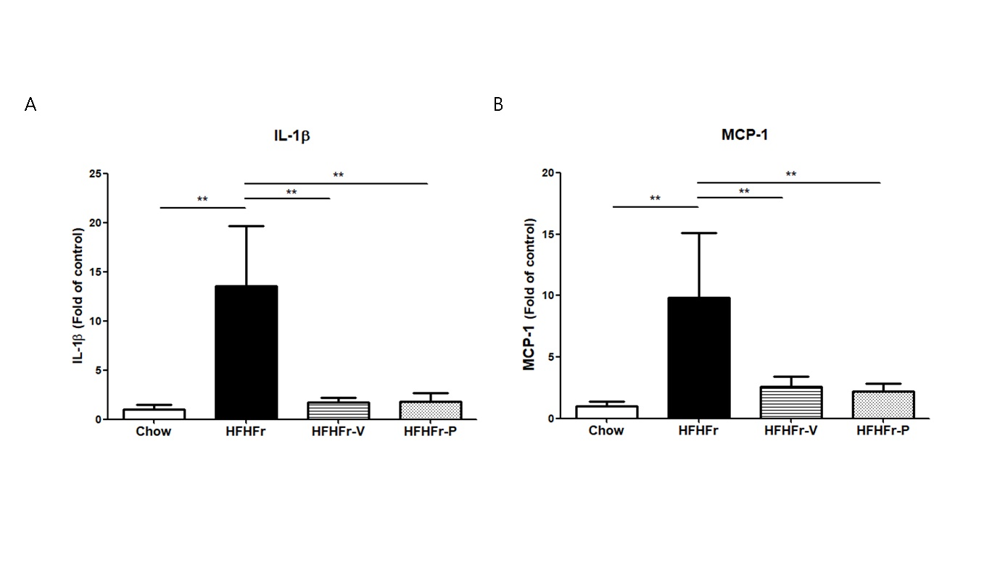 A
B
IL-1β
MCP-1
IL-1β (Fold of control)
25
20
15
10
5
0
**
**
**
Chow
HFHFr
HFHFr-V
HFHFr-P
MCP-1 (Fold of control)
20
15
10
5
0
**
**
**
Chow
HFHFr
HFHFr-V
HFHFr-P